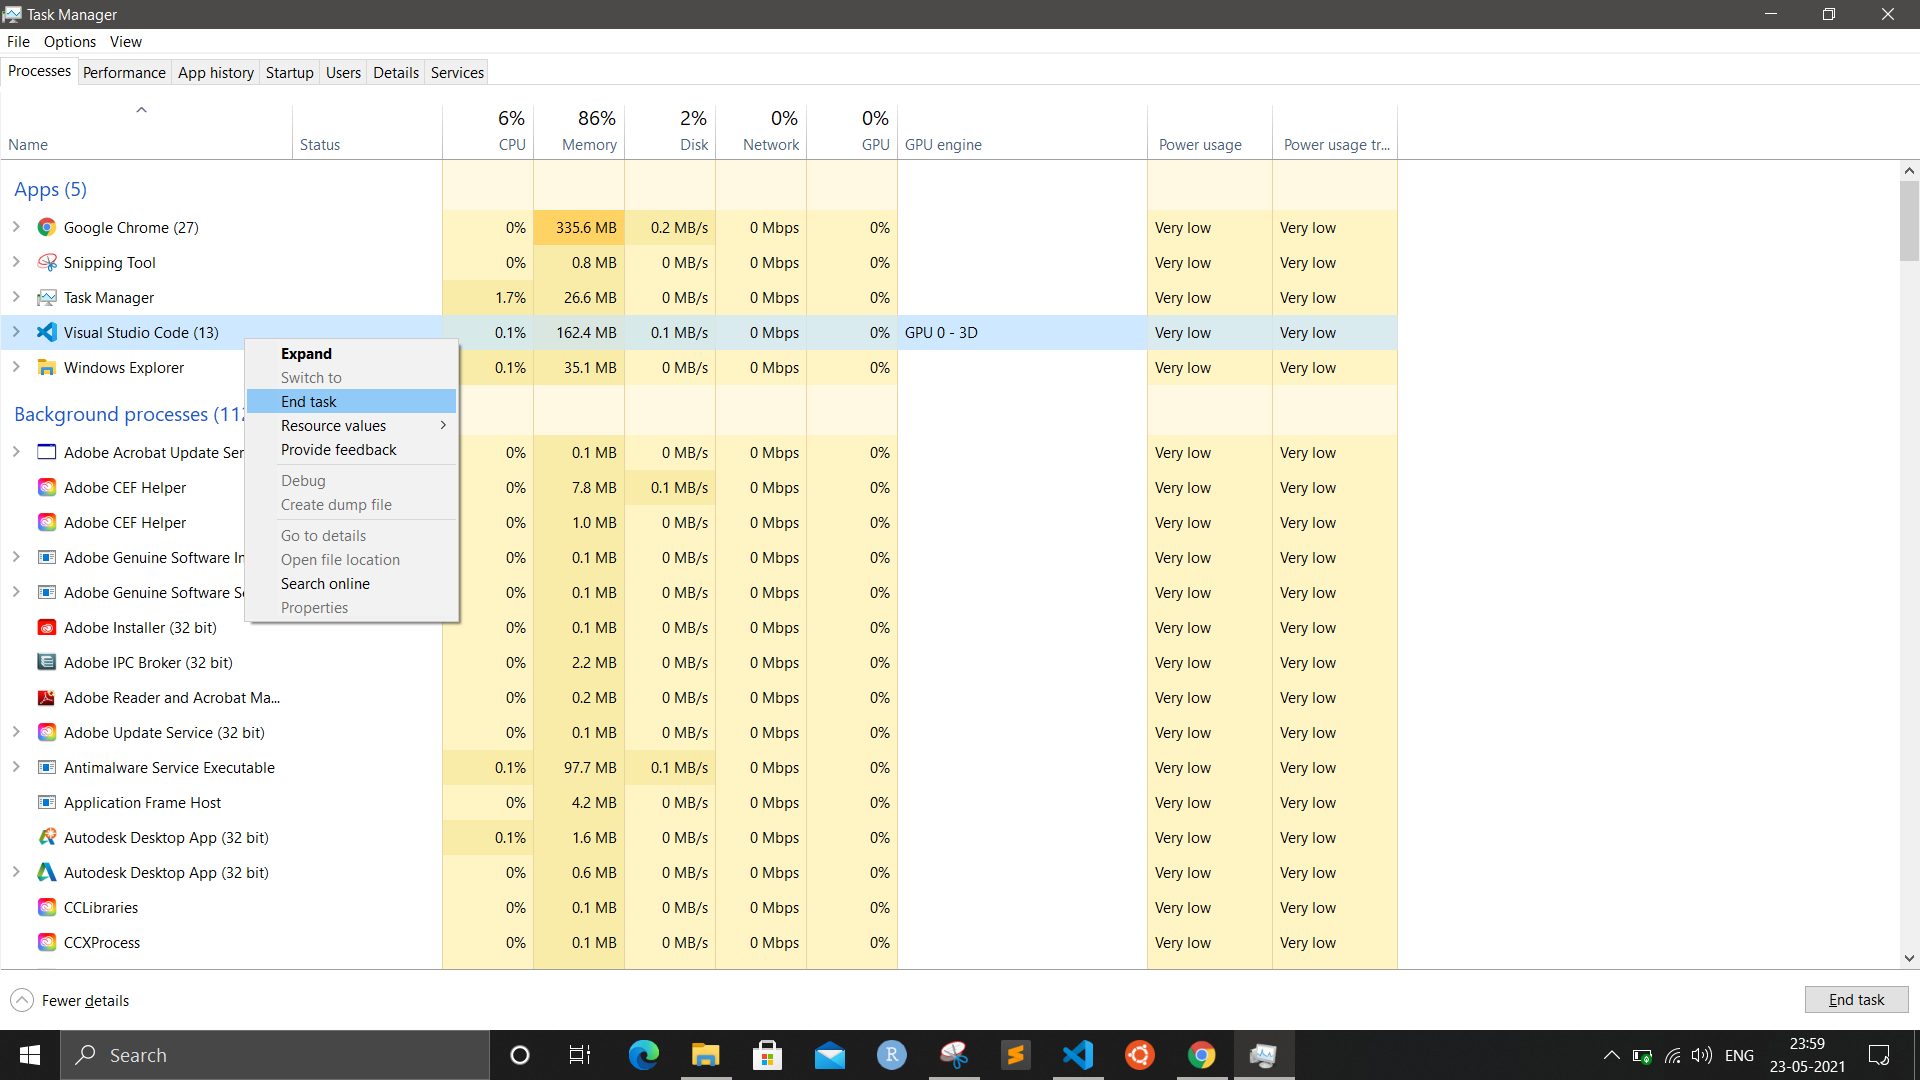 Task Manager
File Options View
Processes Performance App history Startup Users Details Services
6% 86% 2% 0% 0%
Name Status CPU Memory Disk Network GPU GPU engine Power usage Power usage tr...
Apps (5)
Google Chrome (27) 0% 335.6 MB 0.2 MB/s 0 Mbps 0% Very low Very low
Snipping Tool 0% 0.8 MB 0 MB/s 0 Mbps 0% Very low Very low
Task Manager 1.7% 26.6 MB 0 MB/s 0 Mbps 0% Very low Very low
Visual Studio Code (13) 0.1% 162.4 MB 0.1 MB/s 0 Mbps 0% GPU 0 - 3D Very low Very low
Windows Explorer 0.1% 35.1 MB 0 MB/s 0 Mbps 0% Very low Very low
Expand
Switch to
End task
Resource values
Provide feedback
Debug
Create dump file
Go to details
Open file location
Search online
Properties
Background processes (112
Adobe Acrobat Update Ser 0% 0.1 MB 0 MB/s 0 Mbps 0% Very low Very low
Adobe CEF Helper 0% 7.8 MB 0.1 MB/s 0 Mbps 0% Very low Very low
Adobe CEF Helper 0% 1.0 MB 0 MB/s 0 Mbps 0% Very low Very low
Adobe Genuine Software In 0% 0.1 MB 0 MB/s 0 Mbps 0% Very low Very low
Adobe Genuine Software Se 0% 0.1 MB 0 MB/s 0 Mbps 0% Very low Very low
Adobe Installer (32 bit) 0% 0.1 MB 0 MB/s 0 Mbps 0% Very low Very low
Adobe IPC Broker (32 bit) 0% 2.2 MB 0 MB/s 0 Mbps 0% Very low Very low
Adobe Reader and Acrobat Ma... 0% 0.2 MB 0 MB/s 0 Mbps 0% Very low Very low
Adobe Update Service (32 bit) 0% 0.1 MB 0 MB/s 0 Mbps 0% Very low Very low
Antimalware Service Executable 0.1% 97.7 MB 0.1 MB/s 0 Mbps 0% Very low Very low
Application Frame Host 0% 4.2 MB 0 MB/s 0 Mbps 0% Very low Very low
Autodesk Desktop App (32 bit) 0.1% 1.6 MB 0 MB/s 0 Mbps 0% Very low Very low
Autodesk Desktop App (32 bit) 0% 0.6 MB 0 MB/s 0 Mbps 0% Very low Very low
CCLibraries 0% 0.1 MB 0 MB/s 0 Mbps 0% Very low Very low
CCXProcess 0% 0.1 MB 0 MB/s 0 Mbps 0% Very low Very low
Fewer details End task
Search R ENG 23:59
23-05-2021